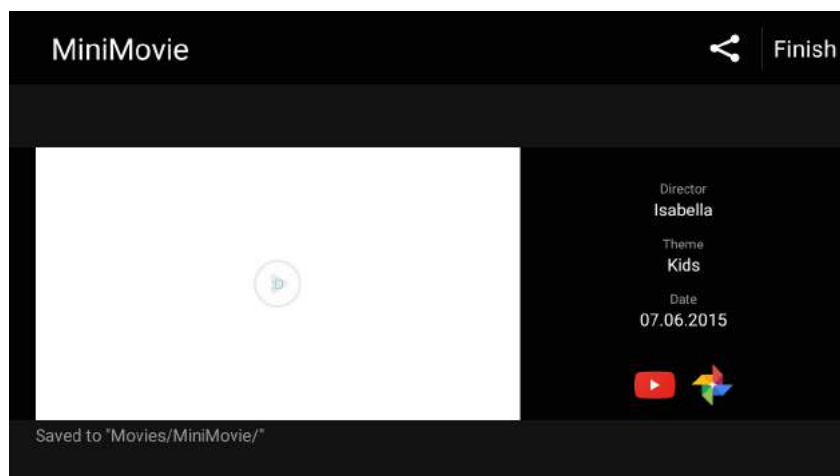 MiniMovie
Finish
Director
Isabella
Theme
Kids
Date
07.06.2015
Saved to "Movies/MiniMovie/"